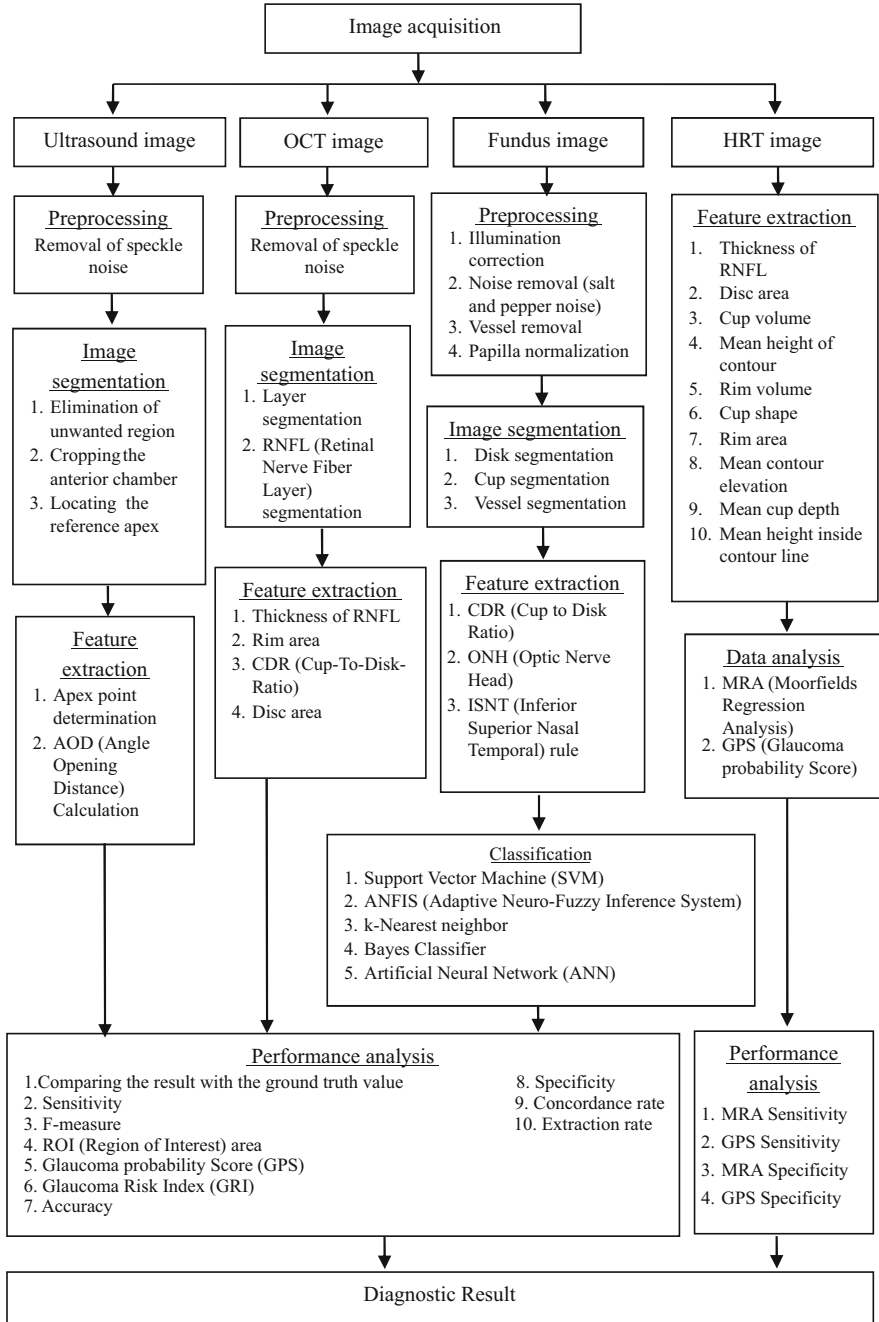 Image acquisition
Ultrasound image
OCT image
Fundus image
HRT image
Preprocessing
Removal of speckle
noise
Preprocessing
Removal of speckle
noise
Preprocessing
1. Illumination
correction
2. Noise removal (salt
and pepper noise)
3. Vessel removal
4. Papilla normalization
Feature extraction
1. Thickness of
RNFL
2. Disc area
3. Cup volume
4. Mean height of
contour
5. Rim volume
6. Cup shape
7. Rim area
8. Mean contour
elevation
9. Mean cup depth
10. Mean height inside
contour line
Image
segmentation
1. Elimination of
unwanted region
2. Cropping the
anterior chamber
3. Locating the
reference apex
Image
segmentation
1. Layer
segmentation
2. RNFL (Retinal
Nerve Fiber
Layer)
segmentation
Image segmentation
1. Disk segmentation
2. Cup segmentation
3. Vessel segmentation
Feature
extraction
1. Apex point
determination
2. AOD (Angle
Opening
Distance)
Calculation
Feature extraction
1. Thickness of RNFL
2. Rim area
3. CDR (Cup-To-Disk-
Ratio)
4. Disc area
Feature extraction
1. CDR (Cup to Disk
Ratio)
2. ONH (Optic Nerve
Head)
3. ISNT (Inferior
Superior Nasal
Temporal) rule
Data analysis
1. MRA (Moorfields
Regression
Analysis)
2. GPS (Glaucoma
probability Score)
Classification
1. Support Vector Machine (SVM)
2. ANFIS (Adaptive Neuro-Fuzzy Inference System)
3. k-Nearest neighbor
4. Bayes Classifier
5. Artificial Neural Network (ANN)
Performance analysis
1.Comparing the result with the ground truth value
2. Sensitivity
3. F-measure
4. ROI (Region of Interest) area
5. Glaucoma probability Score (GPS)
6. Glaucoma Risk Index (GRI)
7. Accuracy
8. Specificity
9. Concordance rate
10. Extraction rate
Performance
analysis
1. MRA Sensitivity
2. GPS Sensitivity
3. MRA Specificity
4. GPS Specificity
Diagnostic Result